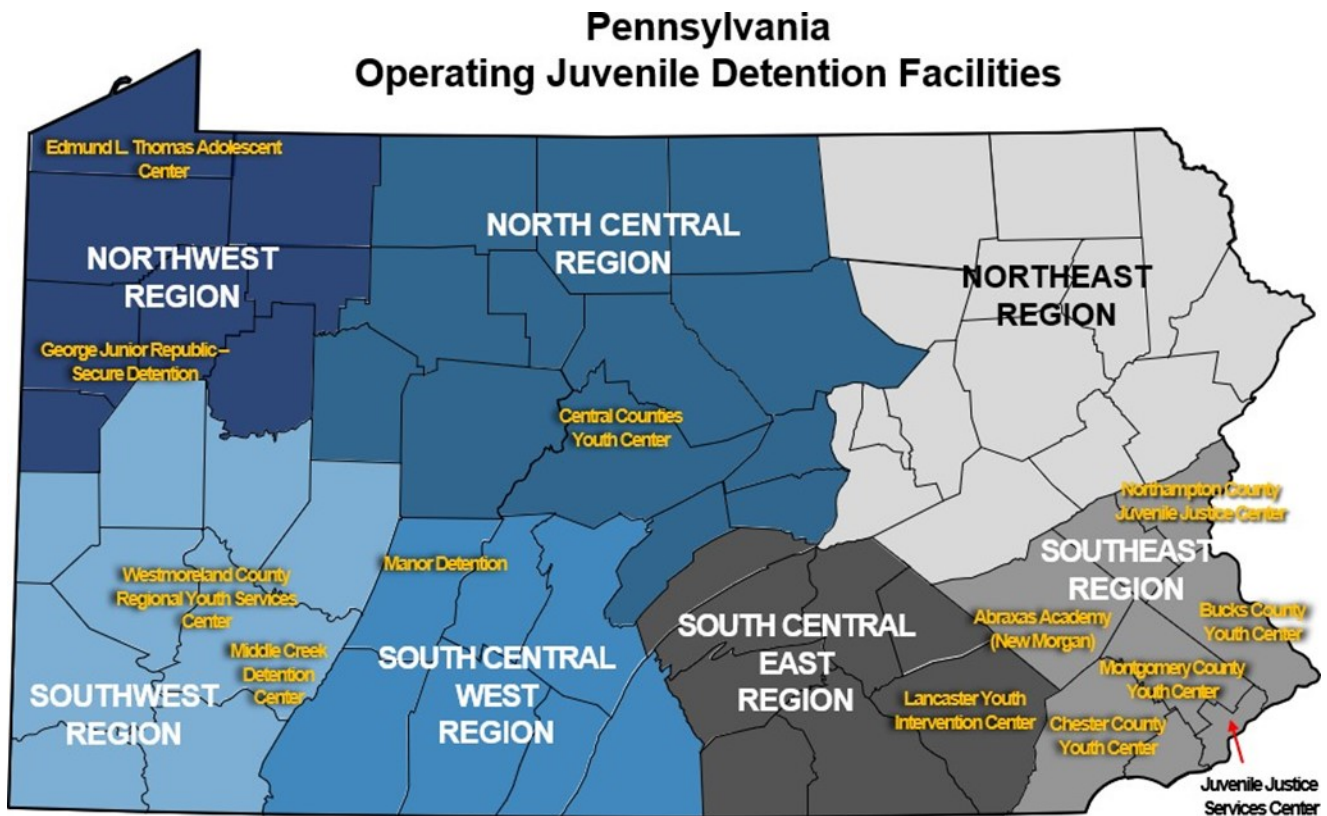 Pennsylvania
Operating Juvenile Detention Facilities
Edmund L. Thomas Adolescent
Center
NORTHWEST
REGION
NORTH CENTRAL
REGION
NORTHEAST
REGION
George Junior Republic –
Secure Detention
Central Counties
Youth Center
Northampton County
Juvenile Justice Center
Westmoreland County
Regional Youth Services
Center
Manor Detention
SOUTHEAST
REGION
Middle Creek
Detention
Center
SOUTHWEST
REGION
SOUTH CENTRAL
WEST
REGION
SOUTH CENTRAL
EAST
REGION
Abraxas Academy
(New Morgan)
Bucks County
Youth Center
Montgomery County
Youth Center
Lancaster Youth
Intervention Center
Chester County
Youth Center
Juvenile Justice
Services Center